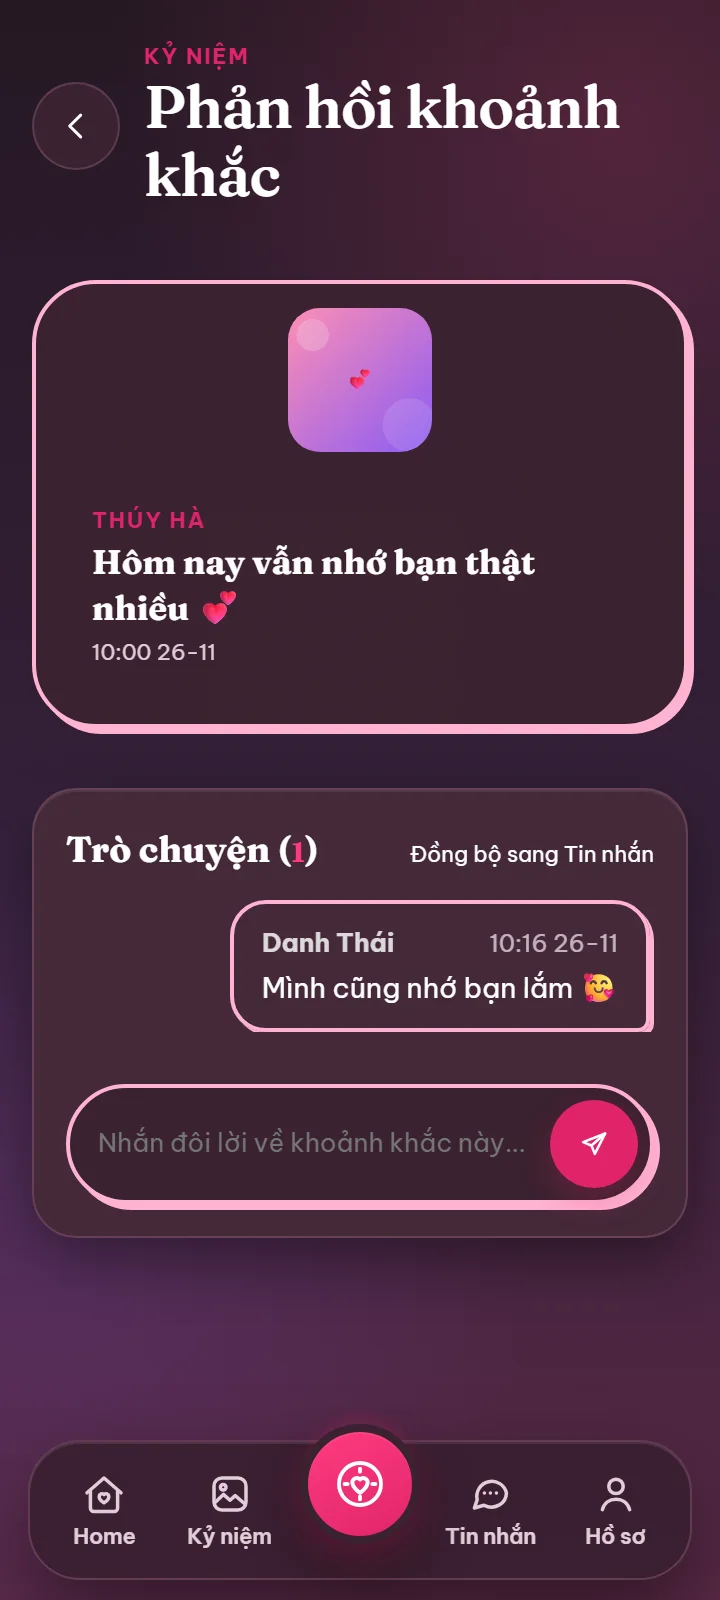 KỶ NIỆM
Phản hồi khoảnh
khắc
THÚY HÀ
Hôm nay vẫn nhớ bạn thật
nhiều 💕
10:00 26-11
Trò chuyện (1)
Đồng bộ sang Tin nhắn
Danh Thái
10:16 26-11
Mình cũng nhớ bạn lắm 🥰
Nhắn đôi lời về khoảnh khắc này...
Home
Kỷ niệm
Tin nhắn
Hồ sơ